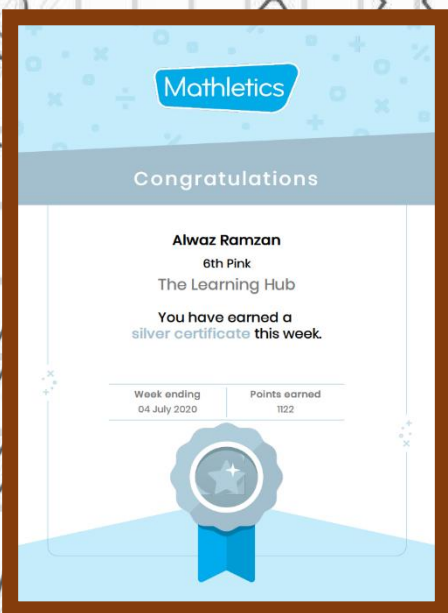 Mathletics
Congratulations
Alwaz Ramzan
6th Pink
The Learning Hub
You have earned a
silver certificate this week.
Week ending Points earned
04 July 2020 1122